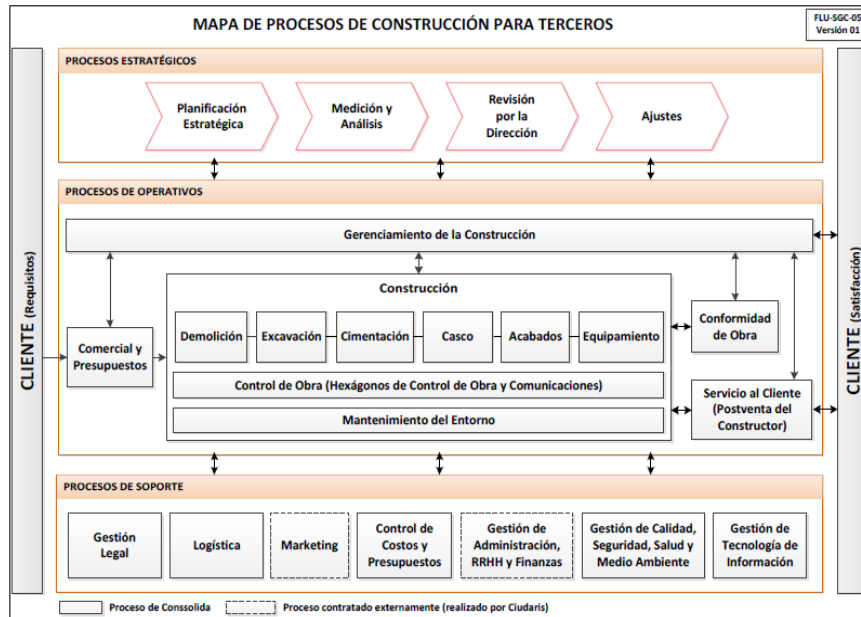 MAPA DE PROCESOS DE CONSTRUCCIÓN PARA TERCEROS
FLU-SGC-05
Versión 01
CLIENTE (Requisitos)
PROCESOS ESTRATÉGICOS
Planificación
Estratégica
Medición y
Análisis
Revisión
por la
Dirección
Ajustes
PROCESOS DE OPERATIVOS
Gerenciamiento de la Construcción
Comercial y
Presupuestos
Construcción
Demolición
Excavación
Cimentación
Casco
Acabados
Equipamiento
Control de Obra (Hexágonos de Control de Obra y Comunicaciones)
Mantenimiento del Entorno
Conformidad
de Obra
Servicio al Cliente
(Postventa del
Constructor)
CLIENTE (Satisfacción)
PROCESOS DE SOPORTE
Gestión
Legal
Logística
Marketing
Control de
Costos y
Presupuestos
Gestión de
Administración,
RRHH y Finanzas
Gestión de Calidad,
Seguridad, Salud y
Medio Ambiente
Gestión de
Tecnología de
Información
Proceso de Conssolida
Proceso contratado externamente (realizado por Ciudaris)